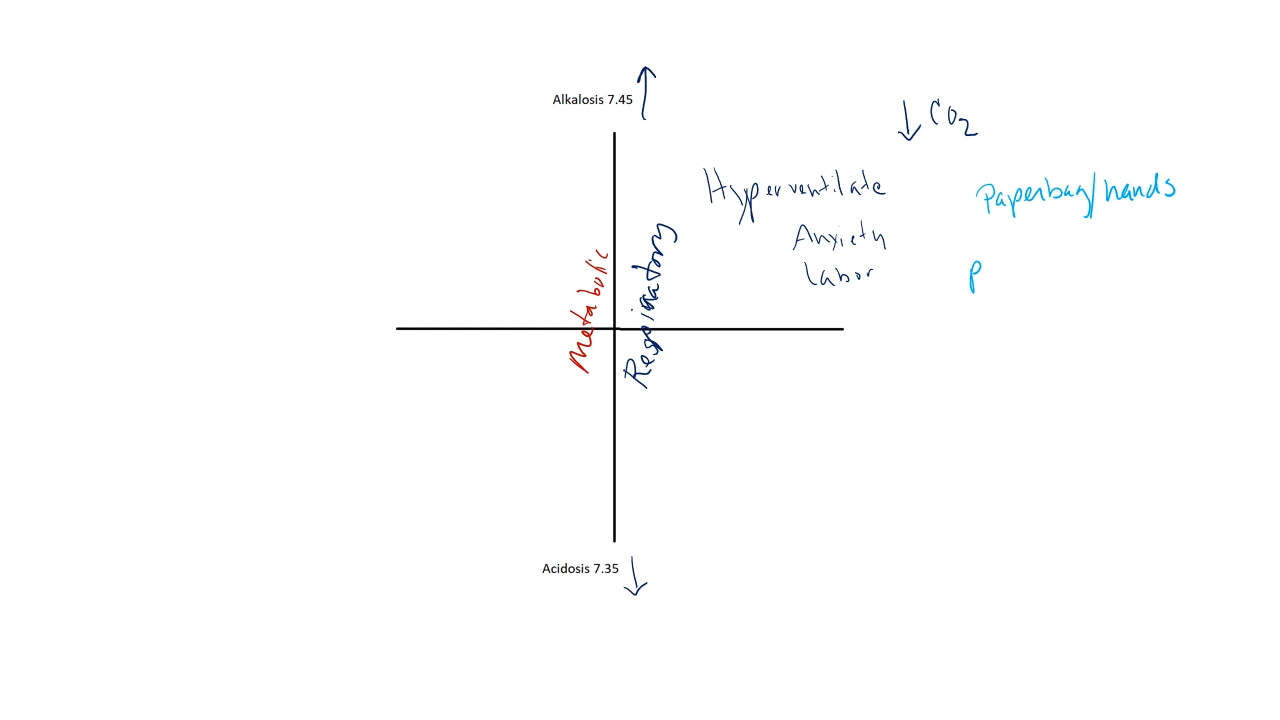 Alkalosis 7.45 ↑
↓ CO2
Hyperventilate
Paperbag/hands
Anxiety
Labor
P
Metabolic
Respiratory
Acidosis 7.35 ↓